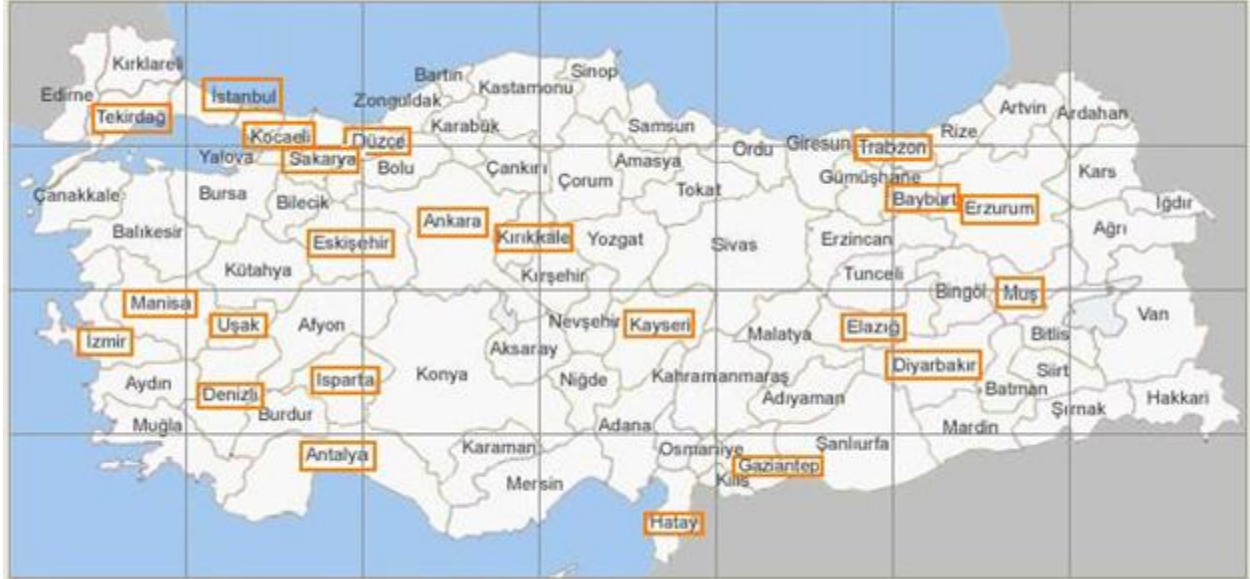 Kırklareli
Edirne
Tekirdağ
İstanbul
Kocaeli
Yalova
Sakarya
Düzçe
Zonguldak
Bartın
Karabük
Kastamonu
Sinop
Samsun
Bolu
Çankırı
Çorum
Amasya
Tokat
Ordu
Giresun
Trabzon
Rize
Artvin
Ardahan
Kars
Iğdır
Gümüşhane
Bayburt
Erzurum
Ağrı
Çanakkale
Bursa
Bilecik
Balıkesir
Eskişehir
Ankara
Kırıkkale
Yozgat
Sivas
Erzincan
Tunceli
Kütahya
Kırşehir
Bingöl
Muş
Manisa
Uşak
Afyon
Nevşehir
Kayseri
Malatya
Elazığ
Bitlis
Van
İzmir
Aksaray
Diyarbakır
Siirt
Aydın
Denizli
Isparta
Konya
Niğde
Kahramanmaraş
Adıyaman
Batman
Şırnak
Hakkari
Burdur
Muğla
Adana
Mardin
Antalya
Karaman
Osmaniye
Gaziantep
Sanlıurfa
Mersin
Kilis
Hatay